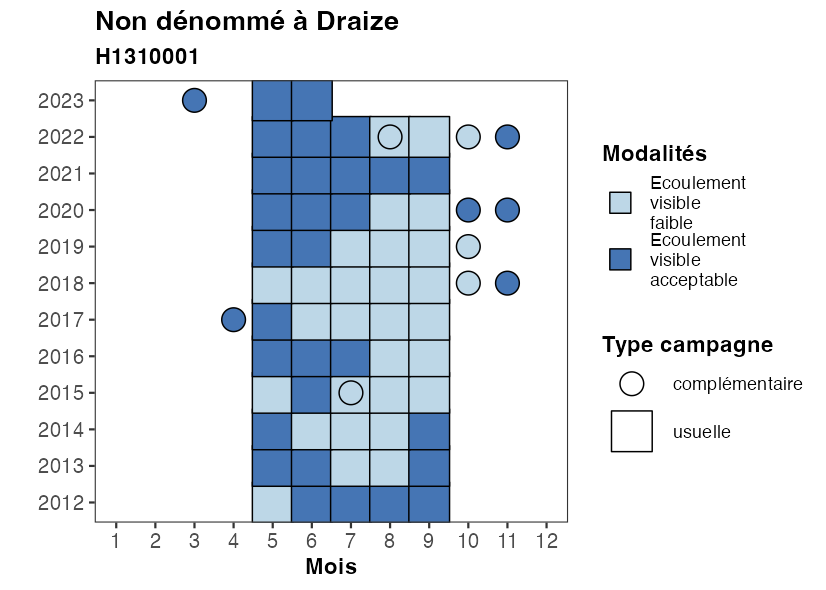 Non dénommé à Draize
H1310001
2023
2022
2021
2020
2019
2018
2017
2016
2015
2014
2013
2012
1 2 3 4 5 6 7 8 9 10 11 12
Mois
Modalités
Ecoulement
visible
faible
Ecoulement
visible
acceptable
Type campagne
complémentaire
usuelle